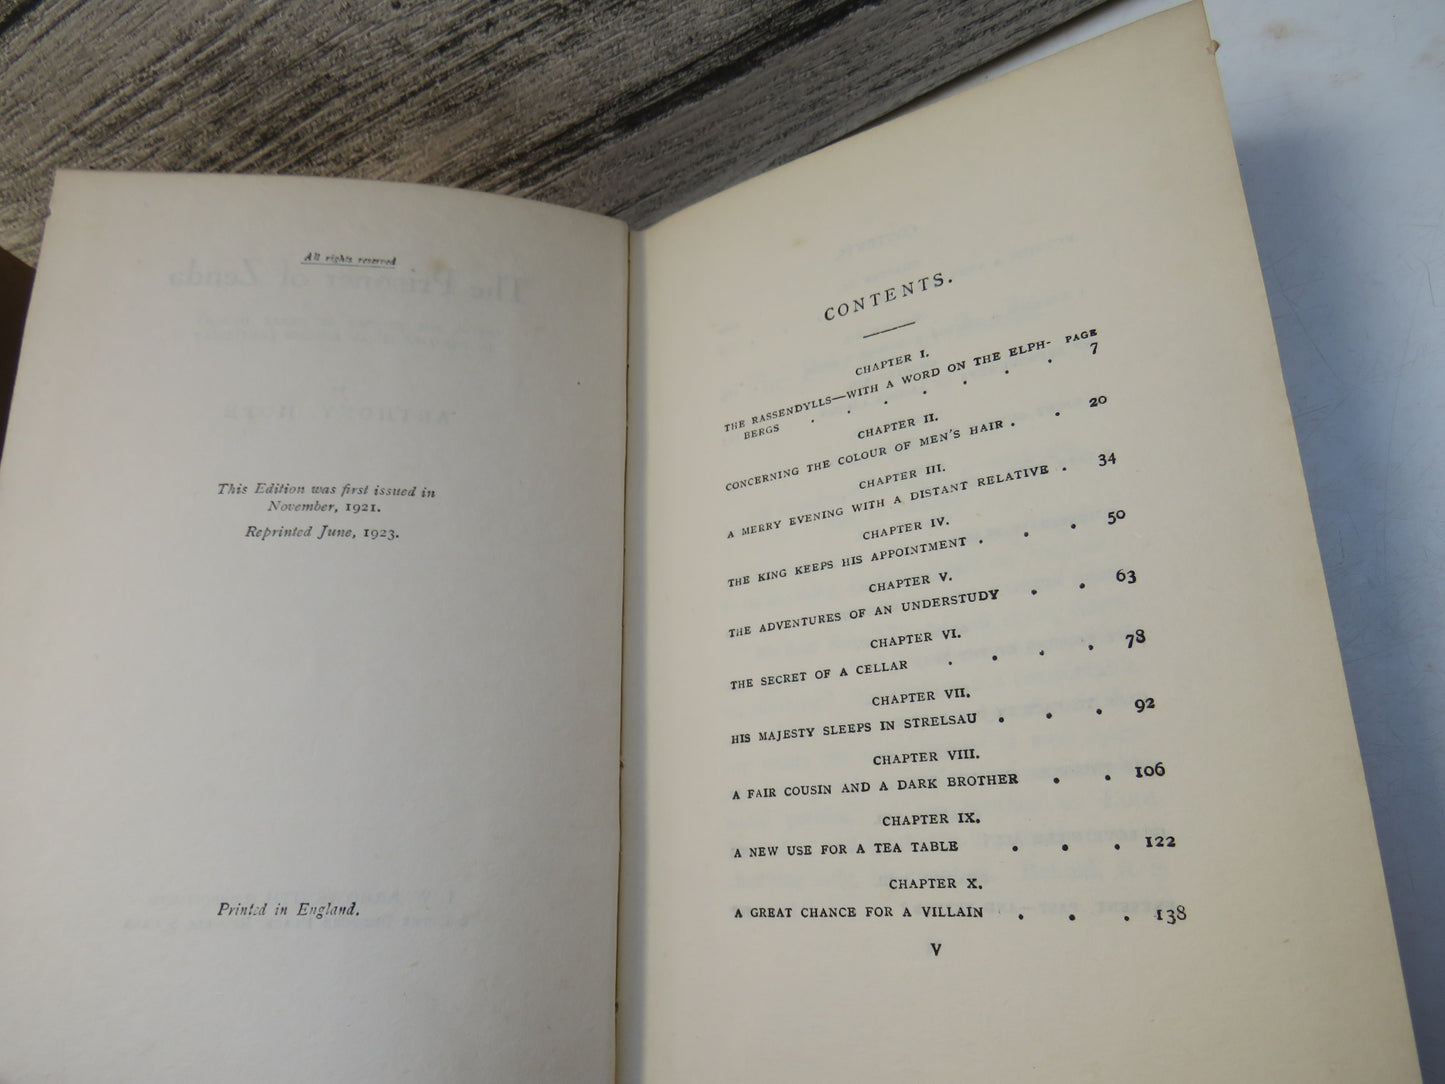 All rights reserved
This Edition was first issued in
November, 1921.
Reprinted June, 1923.
Printed in England.
CONTENTS.
CHAPTER I.
PAGE
THE RASSENDYLLS—WITH A WORD ON THE ELPH-
BERGS . . . . . . 7
CHAPTER II.
CONCERNING THE COLOUR OF MEN'S HAIR . . 20
CHAPTER III.
A MERRY EVENING WITH A DISTANT RELATIVE . 34
CHAPTER IV.
THE KING KEEPS HIS APPOINTMENT . . . 50
CHAPTER V.
THE ADVENTURES OF AN UNDERSTUDY . . 63
CHAPTER VI.
THE SECRET OF A CELLAR . . . . 78
CHAPTER VII.
HIS MAJESTY SLEEPS IN STRELSAU . . . 92
CHAPTER VIII.
A FAIR COUSIN AND A DARK BROTHER . . 106
CHAPTER IX.
A NEW USE FOR A TEA TABLE . . . 122
CHAPTER X.
A GREAT CHANCE FOR A VILLAIN . . . 138
V